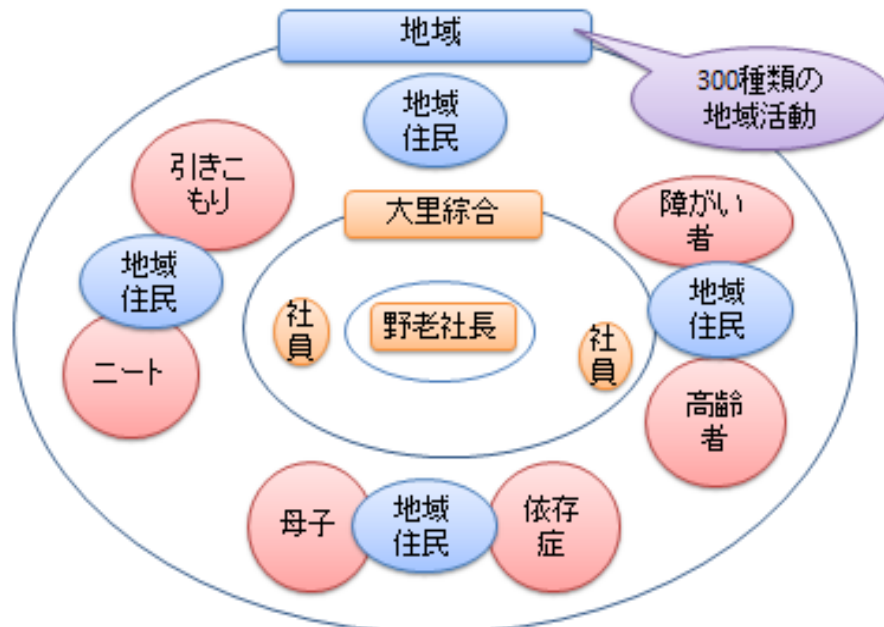 地域
300種類の
地域活動
地域
住民
引きこ
もり
大里綜合
障がい
者
地域
住民
地域
住民
社
員
野老社長
社
員
ニート
高齢
者
母子
地域
住民
依存
症